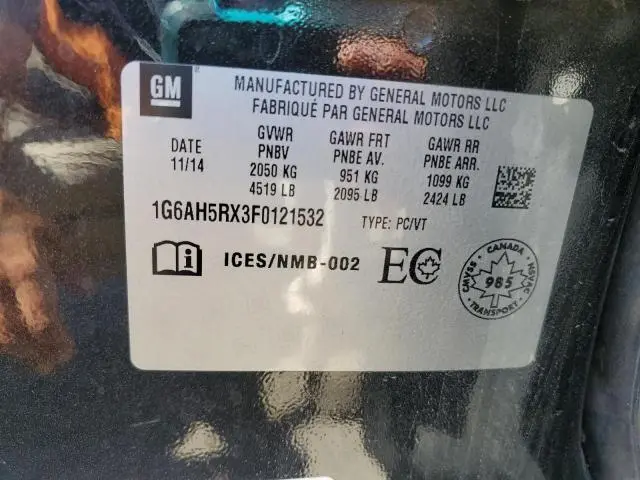 GM
MANUFACTURED BY GENERAL MOTORS LLC
FABRIQUÉ PAR GENERAL MOTORS LLC
DATE GVWR GAWR FRT GAWR RR
11/14 PNBV PNBE AV. PNBE ARR.
2050 KG 951 KG 1099 KG
4519 LB 2095 LB 2424 LB
1G6AH5RX3F0121532 TYPE: PC/VT
i ICES/NMB-002 EC
CANADA
CMVSS 985 NSVAC
TRANSPORT